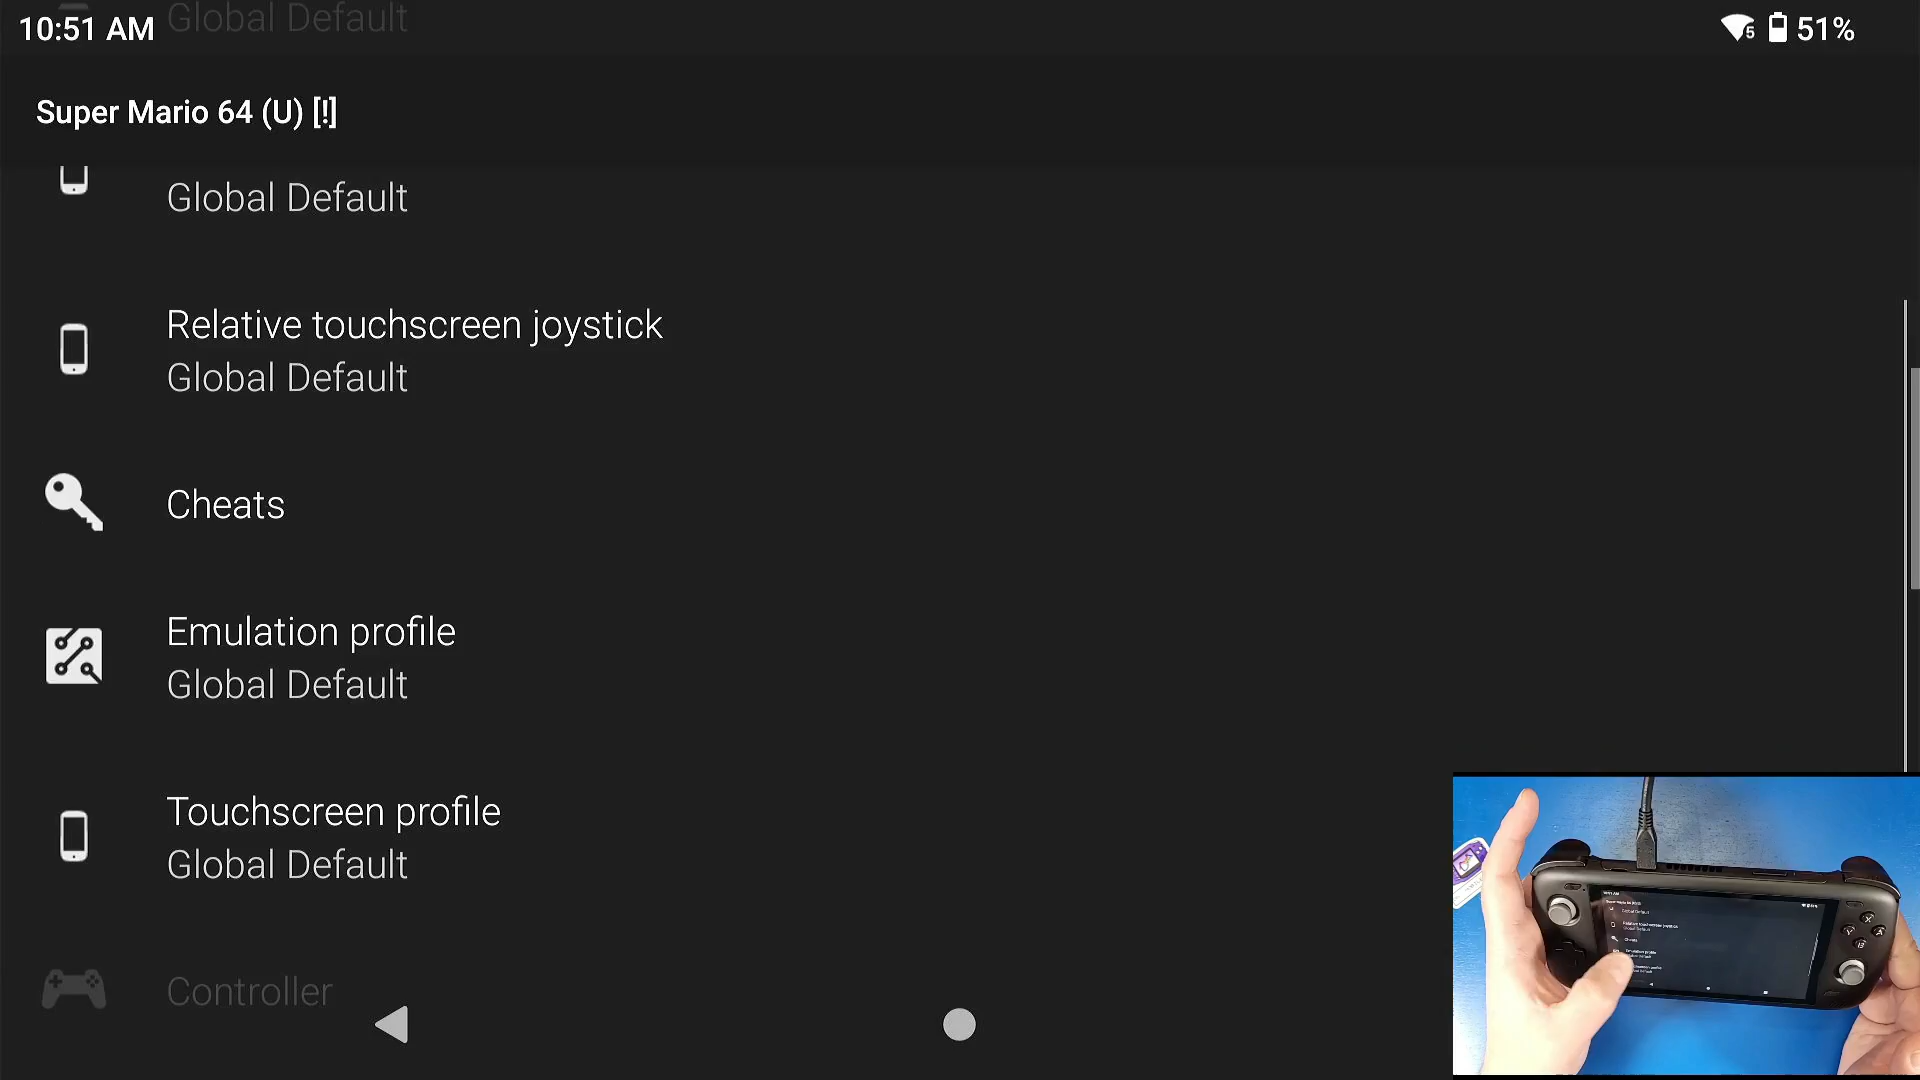 Global Default
10:51 AM
5
51%
Super Mario 64 (U) [!]
Global Default
Relative touchscreen joystick
Global Default
Cheats
Emulation profile
Global Default
Touchscreen profile
Global Default
Controller